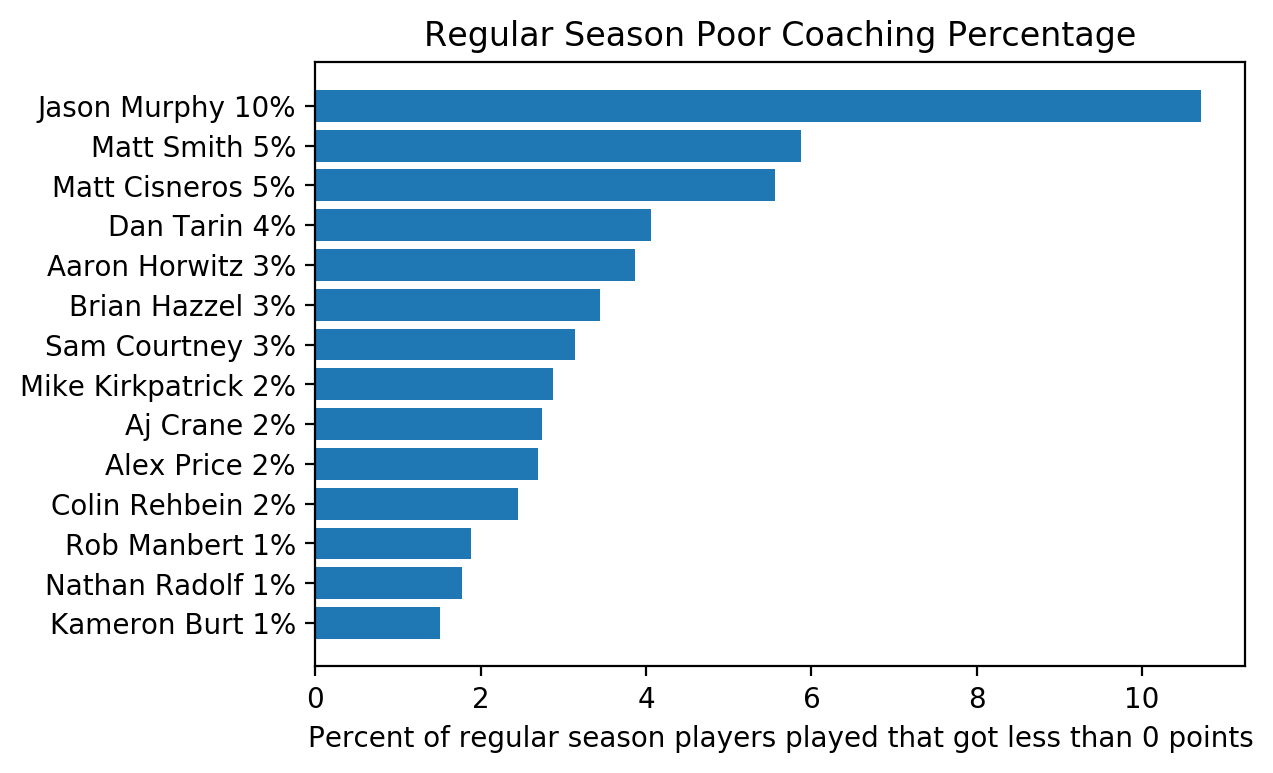 Regular Season Poor Coaching Percentage
Jason Murphy 10%
Matt Smith 5%
Matt Cisneros 5%
Dan Tarin 4%
Aaron Horwitz 3%
Brian Hazzel 3%
Sam Courtney 3%
Mike Kirkpatrick 2%
Aj Crane 2%
Alex Price 2%
Colin Rehbein 2%
Rob Manbert 1%
Nathan Radolf 1%
Kameron Burt 1%
0 2 4 6 8 10
Percent of regular season players played that got less than 0 points